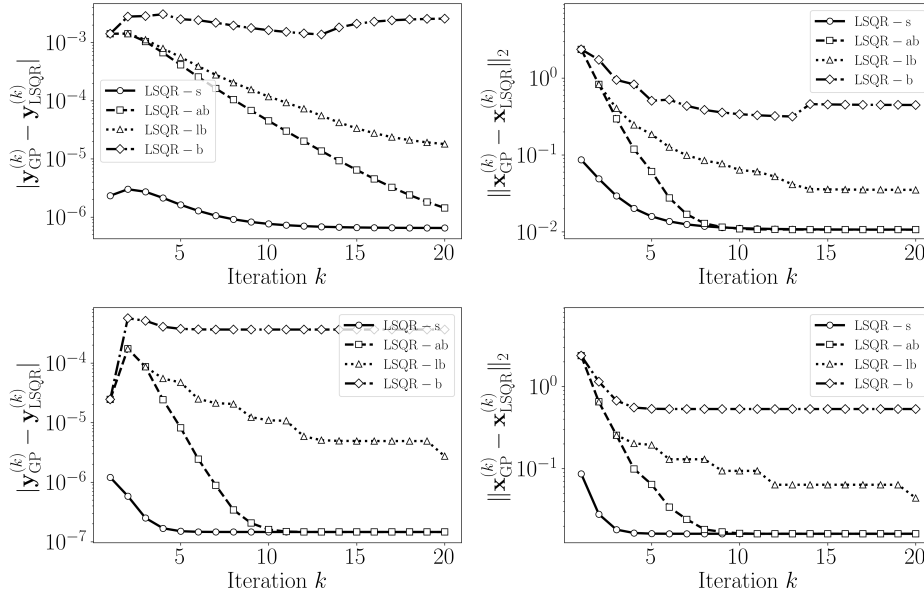 |y_GP^(k) − y_LSQR^(k)|
10^−3
10^−4
10^−5
10^−6
LSQR − s
LSQR − ab
LSQR − lb
LSQR − b
5 10 15 20
Iteration k
||x_GP^(k) − x_LSQR^(k)||_2
10^0
10^−1
10^−2
LSQR − s
LSQR − ab
LSQR − lb
LSQR − b
5 10 15 20
Iteration k
|y_GP^(k) − y_LSQR^(k)|
10^−4
10^−5
10^−6
10^−7
LSQR − s
LSQR − ab
LSQR − lb
LSQR − b
5 10 15 20
Iteration k
||x_GP^(k) − x_LSQR^(k)||_2
10^0
10^−1
LSQR − s
LSQR − ab
LSQR − lb
LSQR − b
5 10 15 20
Iteration k